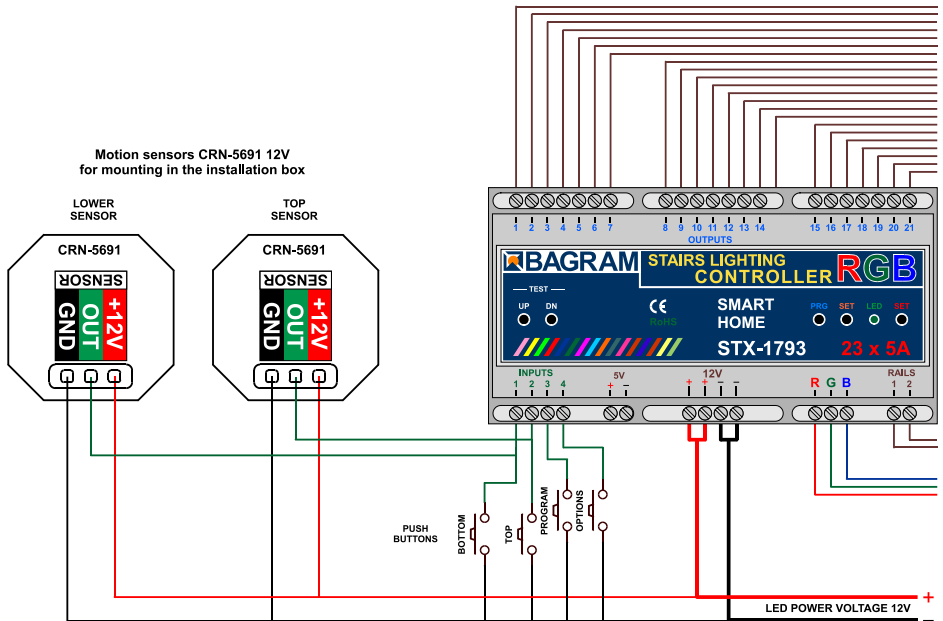 Motion sensors CRN-5691 12V
for mounting in the installation box
LOWER
SENSOR
TOP
SENSOR
CRN-5691
SENSOR
GND
OUT
+12V
CRN-5691
SENSOR
GND
OUT
+12V
1 2 3 4 5 6 7
8 9 10 11 12 13 14
15 16 17 18 19 20 21
OUTPUTS
BAGRAM
STAIRS LIGHTING
CONTROLLER RGB
TEST
UP DN
CE
RoHS
SMART
HOME
PRG SET LED SET
STX-1793
23 x 5A
INPUTS
1 2 3 4
5V
+ −
12V
+ + − −
R G B
RAILS
1 2
PUSH
BUTTONS
BOTTOM
TOP
PROGRAM
OPTIONS
+
LED POWER VOLTAGE 12V
−